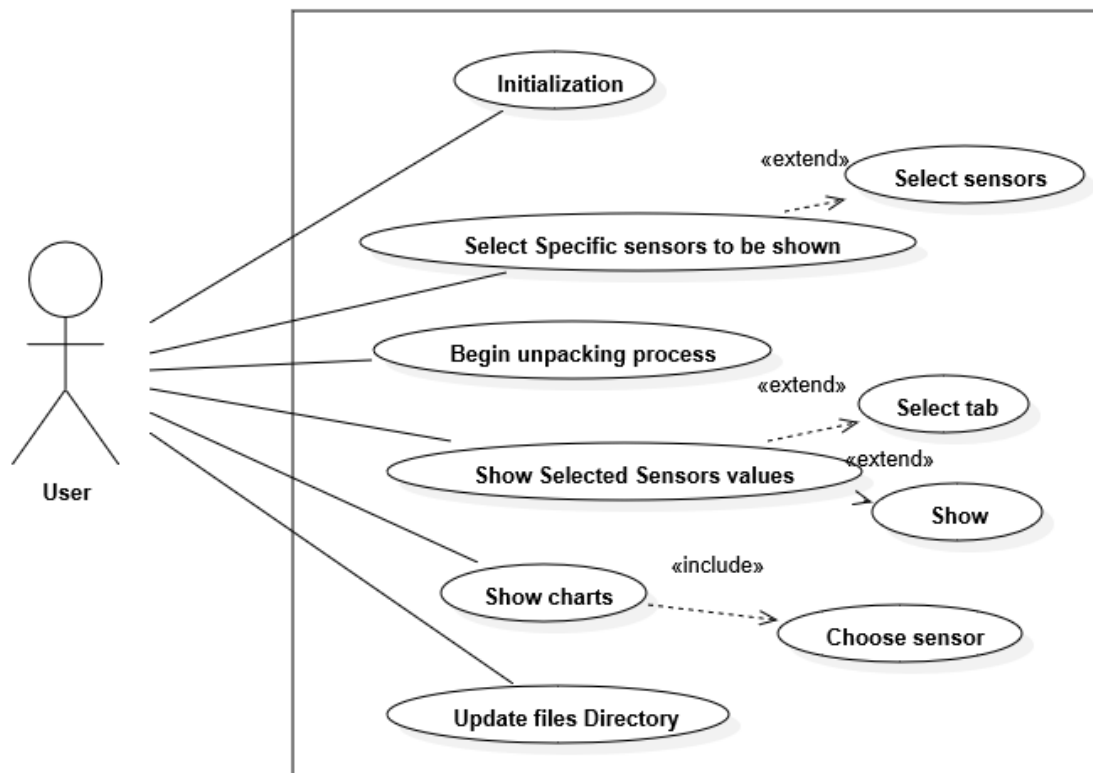 Initialization
«extend»
Select sensors
Select Specific sensors to be shown
Begin unpacking process
«extend»
Select tab
Show Selected Sensors values
«extend»
Show
User
«include»
Show charts
Choose sensor
Update files Directory